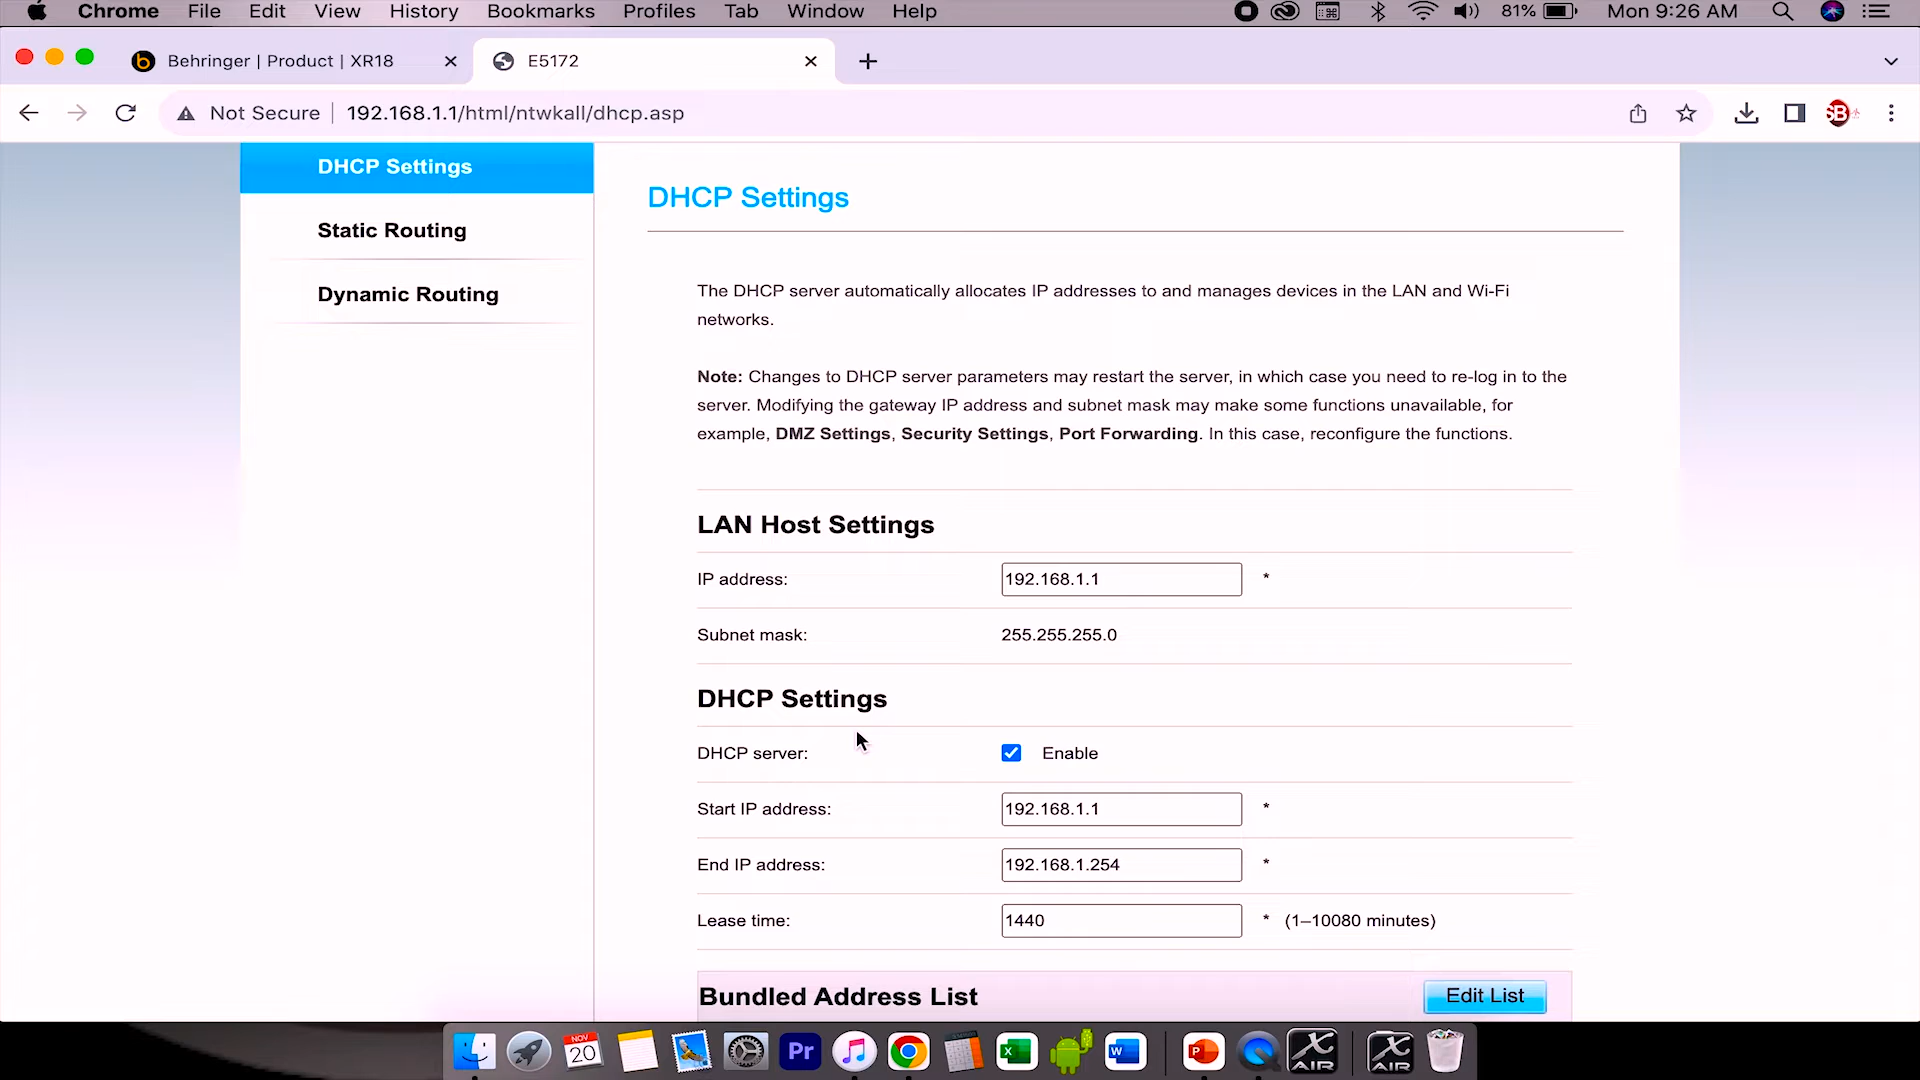 Chrome File Edit View History Bookmarks Profiles Tab Window Help 81% Mon 9:26 AM
b Behringer | Product | XR18 E5172
Not Secure 192.168.1.1/html/ntwkall/dhcp.asp
DHCP Settings
Static Routing
Dynamic Routing
DHCP Settings
The DHCP server automatically allocates IP addresses to and manages devices in the LAN and Wi-Fi
networks.
Note: Changes to DHCP server parameters may restart the server, in which case you need to re-log in to the
server. Modifying the gateway IP address and subnet mask may make some functions unavailable, for
example, DMZ Settings, Security Settings, Port Forwarding. In this case, reconfigure the functions.
LAN Host Settings
IP address: 192.168.1.1 *
Subnet mask: 255.255.255.0
DHCP Settings
DHCP server: Enable
Start IP address: 192.168.1.1 *
End IP address: 192.168.1.254 *
Lease time: 1440 * (1–10080 minutes)
Bundled Address List Edit List
NOV
20 Pr X W P X AIR X AIR